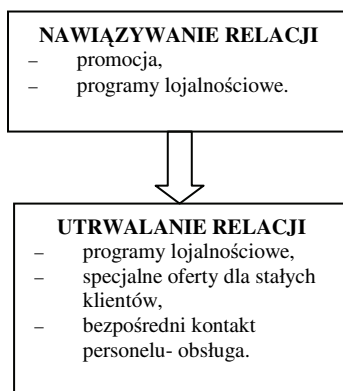 NAWIĄZYWANIE RELACJI
– promocja,
– programy lojalnościowe.
UTRWALANIE RELACJI
– programy lojalnościowe,
– specjalne oferty dla stałych
klientów,
– bezpośredni kontakt
personelu- obsługa.